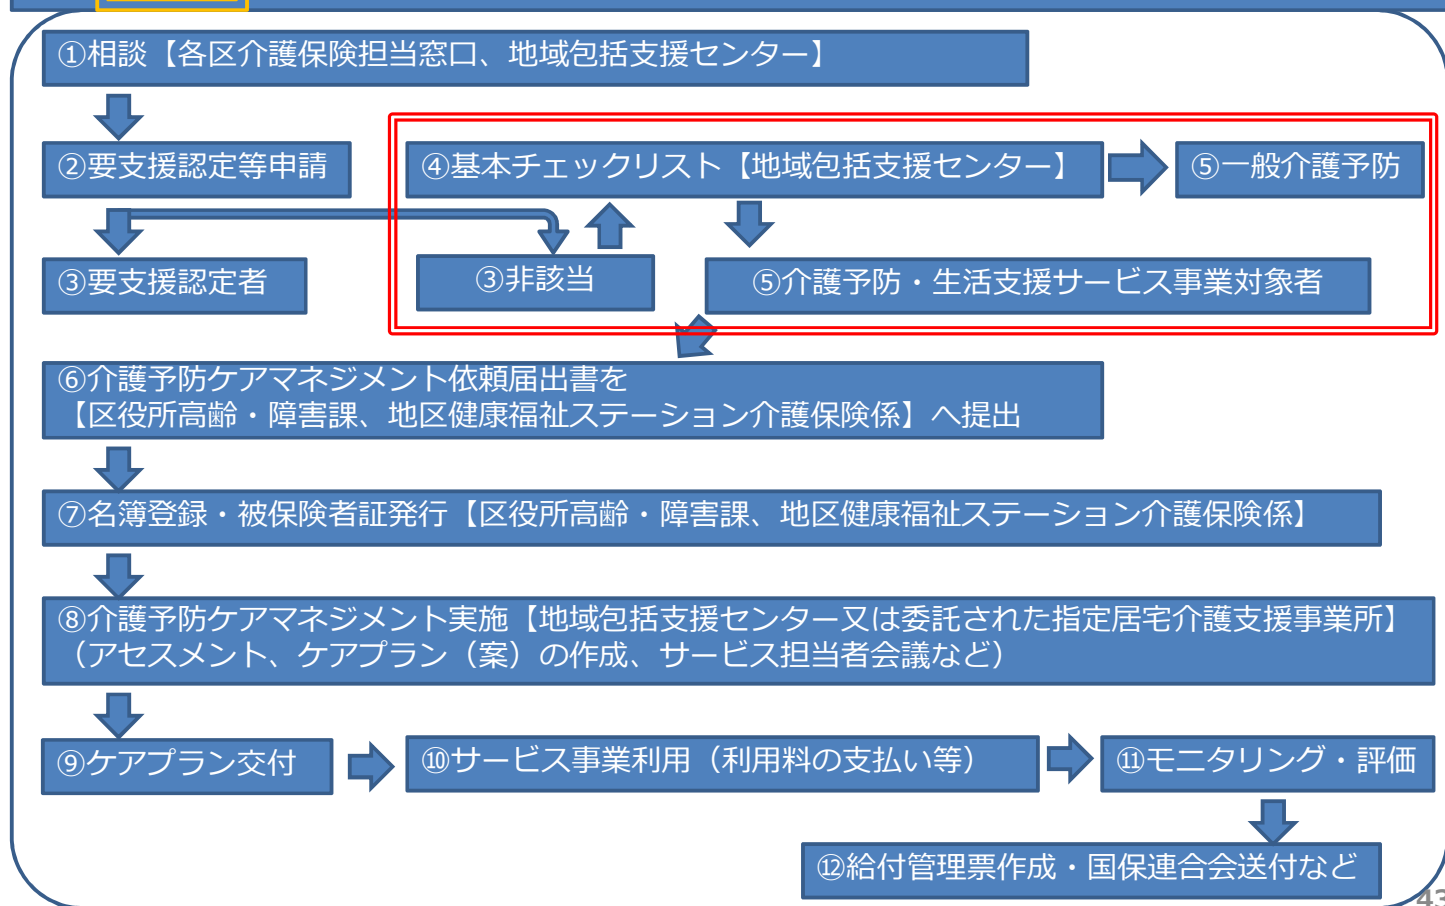 ①相談【各区介護保険担当窓口、地域包括支援センター】
②要支援認定等申請
④基本チェックリスト【地域包括支援センター】
⑤一般介護予防
③要支援認定者
③非該当
⑤介護予防・生活支援サービス事業対象者
⑥介護予防ケアマネジメント依頼届出書を
【区役所高齢・障害課、地区健康福祉ステーション介護保険係】へ提出
⑦名簿登録・被保険者証発行【区役所高齢・障害課、地区健康福祉ステーション介護保険係】
⑧介護予防ケアマネジメント実施【地域包括支援センター又は委託された指定居宅介護支援事業所】
（アセスメント、ケアプラン（案）の作成、サービス担当者会議など）
⑨ケアプラン交付
⑩サービス事業利用（利用料の支払い等）
⑪モニタリング・評価
⑫給付管理票作成・国保連合会送付など
43